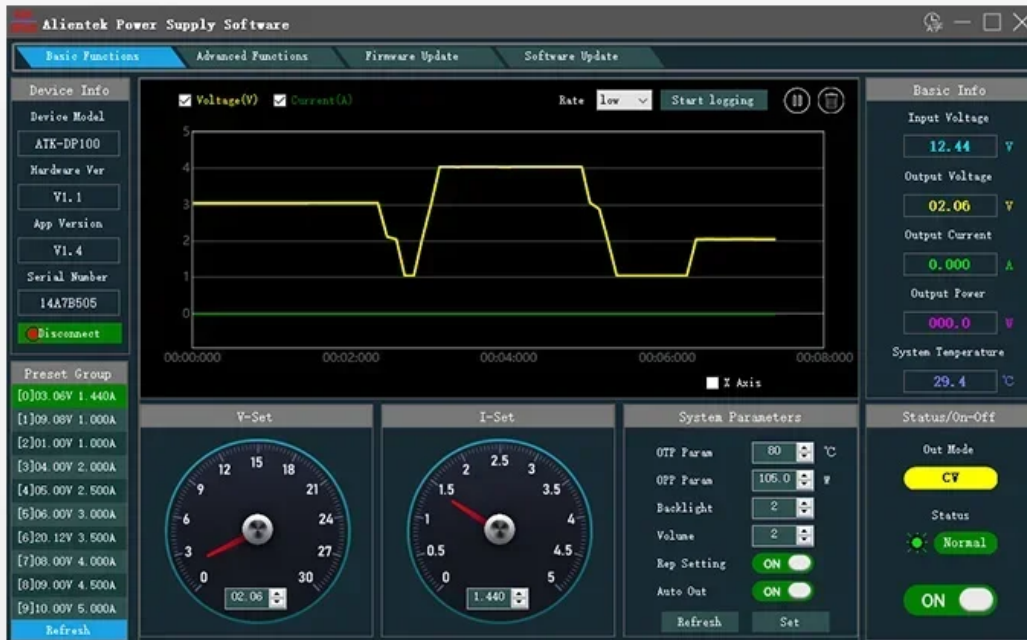 Alientek Power Supply Software
Basic Functions
Advanced Functions
Firmware Update
Software Update
Device Info
Device Model
ATK-DP100
Hardware Ver
V1.1
App Version
V1.4
Serial Number
14A7B505
Disconnect
Preset Group
[0]03.06V 1.440A
[1]09.08V 1.000A
[2]01.00V 1.000A
[3]04.00V 2.000A
[4]05.00V 2.500A
[5]06.00V 3.000A
[6]20.12V 3.500A
[7]08.00V 4.000A
[8]09.00V 4.500A
[9]10.00V 5.000A
Refresh
Voltage(V)
Current(A)
Rate low Start logging
5
4
3
2
1
0
00:00:000 00:02:000 00:04:000 00:06:000 00:08:000
X Axis
V-Set
0 3 6 9 12 15 18 21 24 27 30
02.06
I-Set
0 0.5 1 1.5 2 2.5 3 3.5 4 4.5 5
1.440
System Parameters
OTP Param 80 ℃
OPP Param 105.0 W
Backlight 2
Volume 2
Rep Setting ON
Auto Out ON
Refresh Set
Basic Info
Input Voltage
12.44 V
Output Voltage
02.06 V
Output Current
0.000 A
Output Power
000.0 W
System Temperature
29.4 ℃
Status/On-Off
Out Mode
CV
Status
Normal
ON